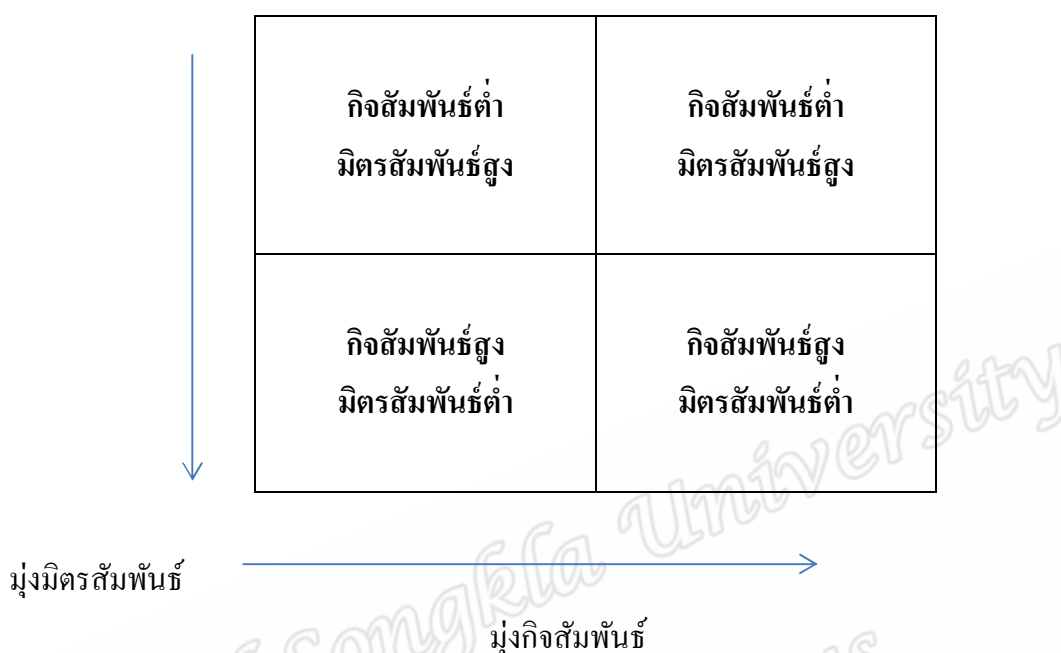 กิจสัมพันธ์ต่ำ
มิตรสัมพันธ์สูง
กิจสัมพันธ์ต่ำ
มิตรสัมพันธ์สูง
กิจสัมพันธ์สูง
มิตรสัมพันธ์ต่ำ
กิจสัมพันธ์สูง
มิตรสัมพันธ์ต่ำ
มุ่งมิตรสัมพันธ์
มุ่งกิจสัมพันธ์
Songkla University